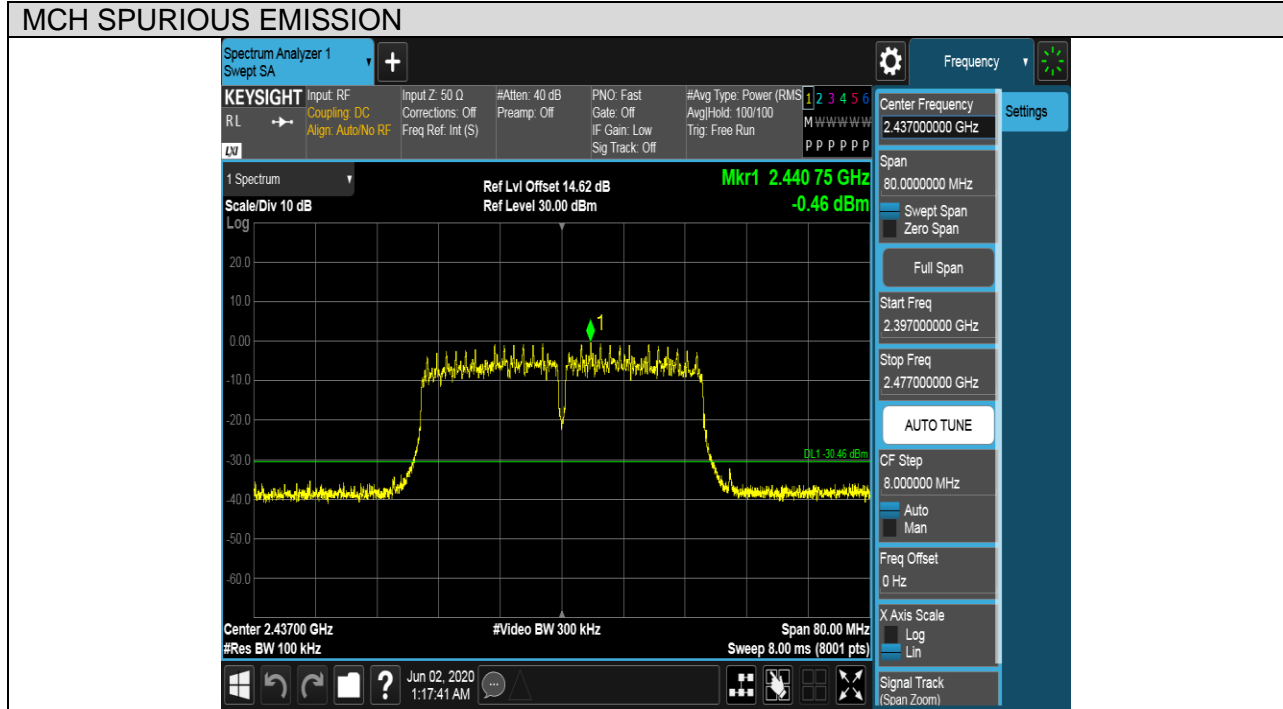 MCH SPURIOUS EMISSION
Spectrum Analyzer 1
Swept SA
Frequency
KEYSIGHT
RL
LXI
Input: RF
Coupling: DC
Align: Auto/No RF
Input Z: 50 Ω
Corrections: Off
Freq Ref: Int (S)
#Atten: 40 dB
Preamp: Off
PNO: Fast
Gate: Off
IF Gain: Low
Sig Track: Off
#Avg Type: Power (RMS
Avg|Hold: 100/100
Trig: Free Run
1 2 3 4 5 6
M W W W W W
P P P P P P
1 Spectrum
Scale/Div 10 dB
Log
Ref Lvl Offset 14.62 dB
Ref Level 30.00 dBm
Mkr1 2.440 75 GHz
-0.46 dBm
20.0
10.0
0.00
-10.0
-20.0
-30.0
-40.0
-50.0
-60.0
1
DL1 -30.46 dBm
Center 2.43700 GHz
#Res BW 100 kHz
#Video BW 300 kHz
Span 80.00 MHz
Sweep 8.00 ms (8001 pts)
Center Frequency
2.437000000 GHz
Settings
Span
80.0000000 MHz
Swept Span
Zero Span
Full Span
Start Freq
2.397000000 GHz
Stop Freq
2.477000000 GHz
AUTO TUNE
CF Step
8.000000 MHz
Auto
Man
Freq Offset
0 Hz
X Axis Scale
Log
Lin
Signal Track
(Span Zoom)
?
Jun 02, 2020
1:17:41 AM